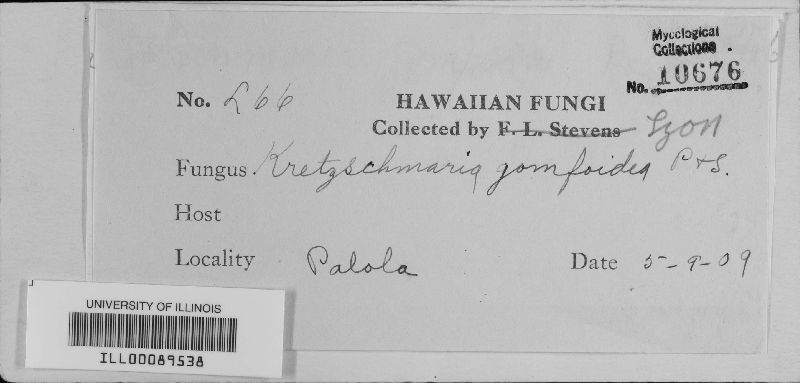 Mycological
Collections .
No. 10676
No. L66
HAWAIIAN FUNGI
Collected by F. L. Stevens Lyon
Fungus Kretzschmaria gomfoidea P+S.
Host
Locality Palola
Date 5-9-09
UNIVERSITY OF ILLINOIS
ILL00089538